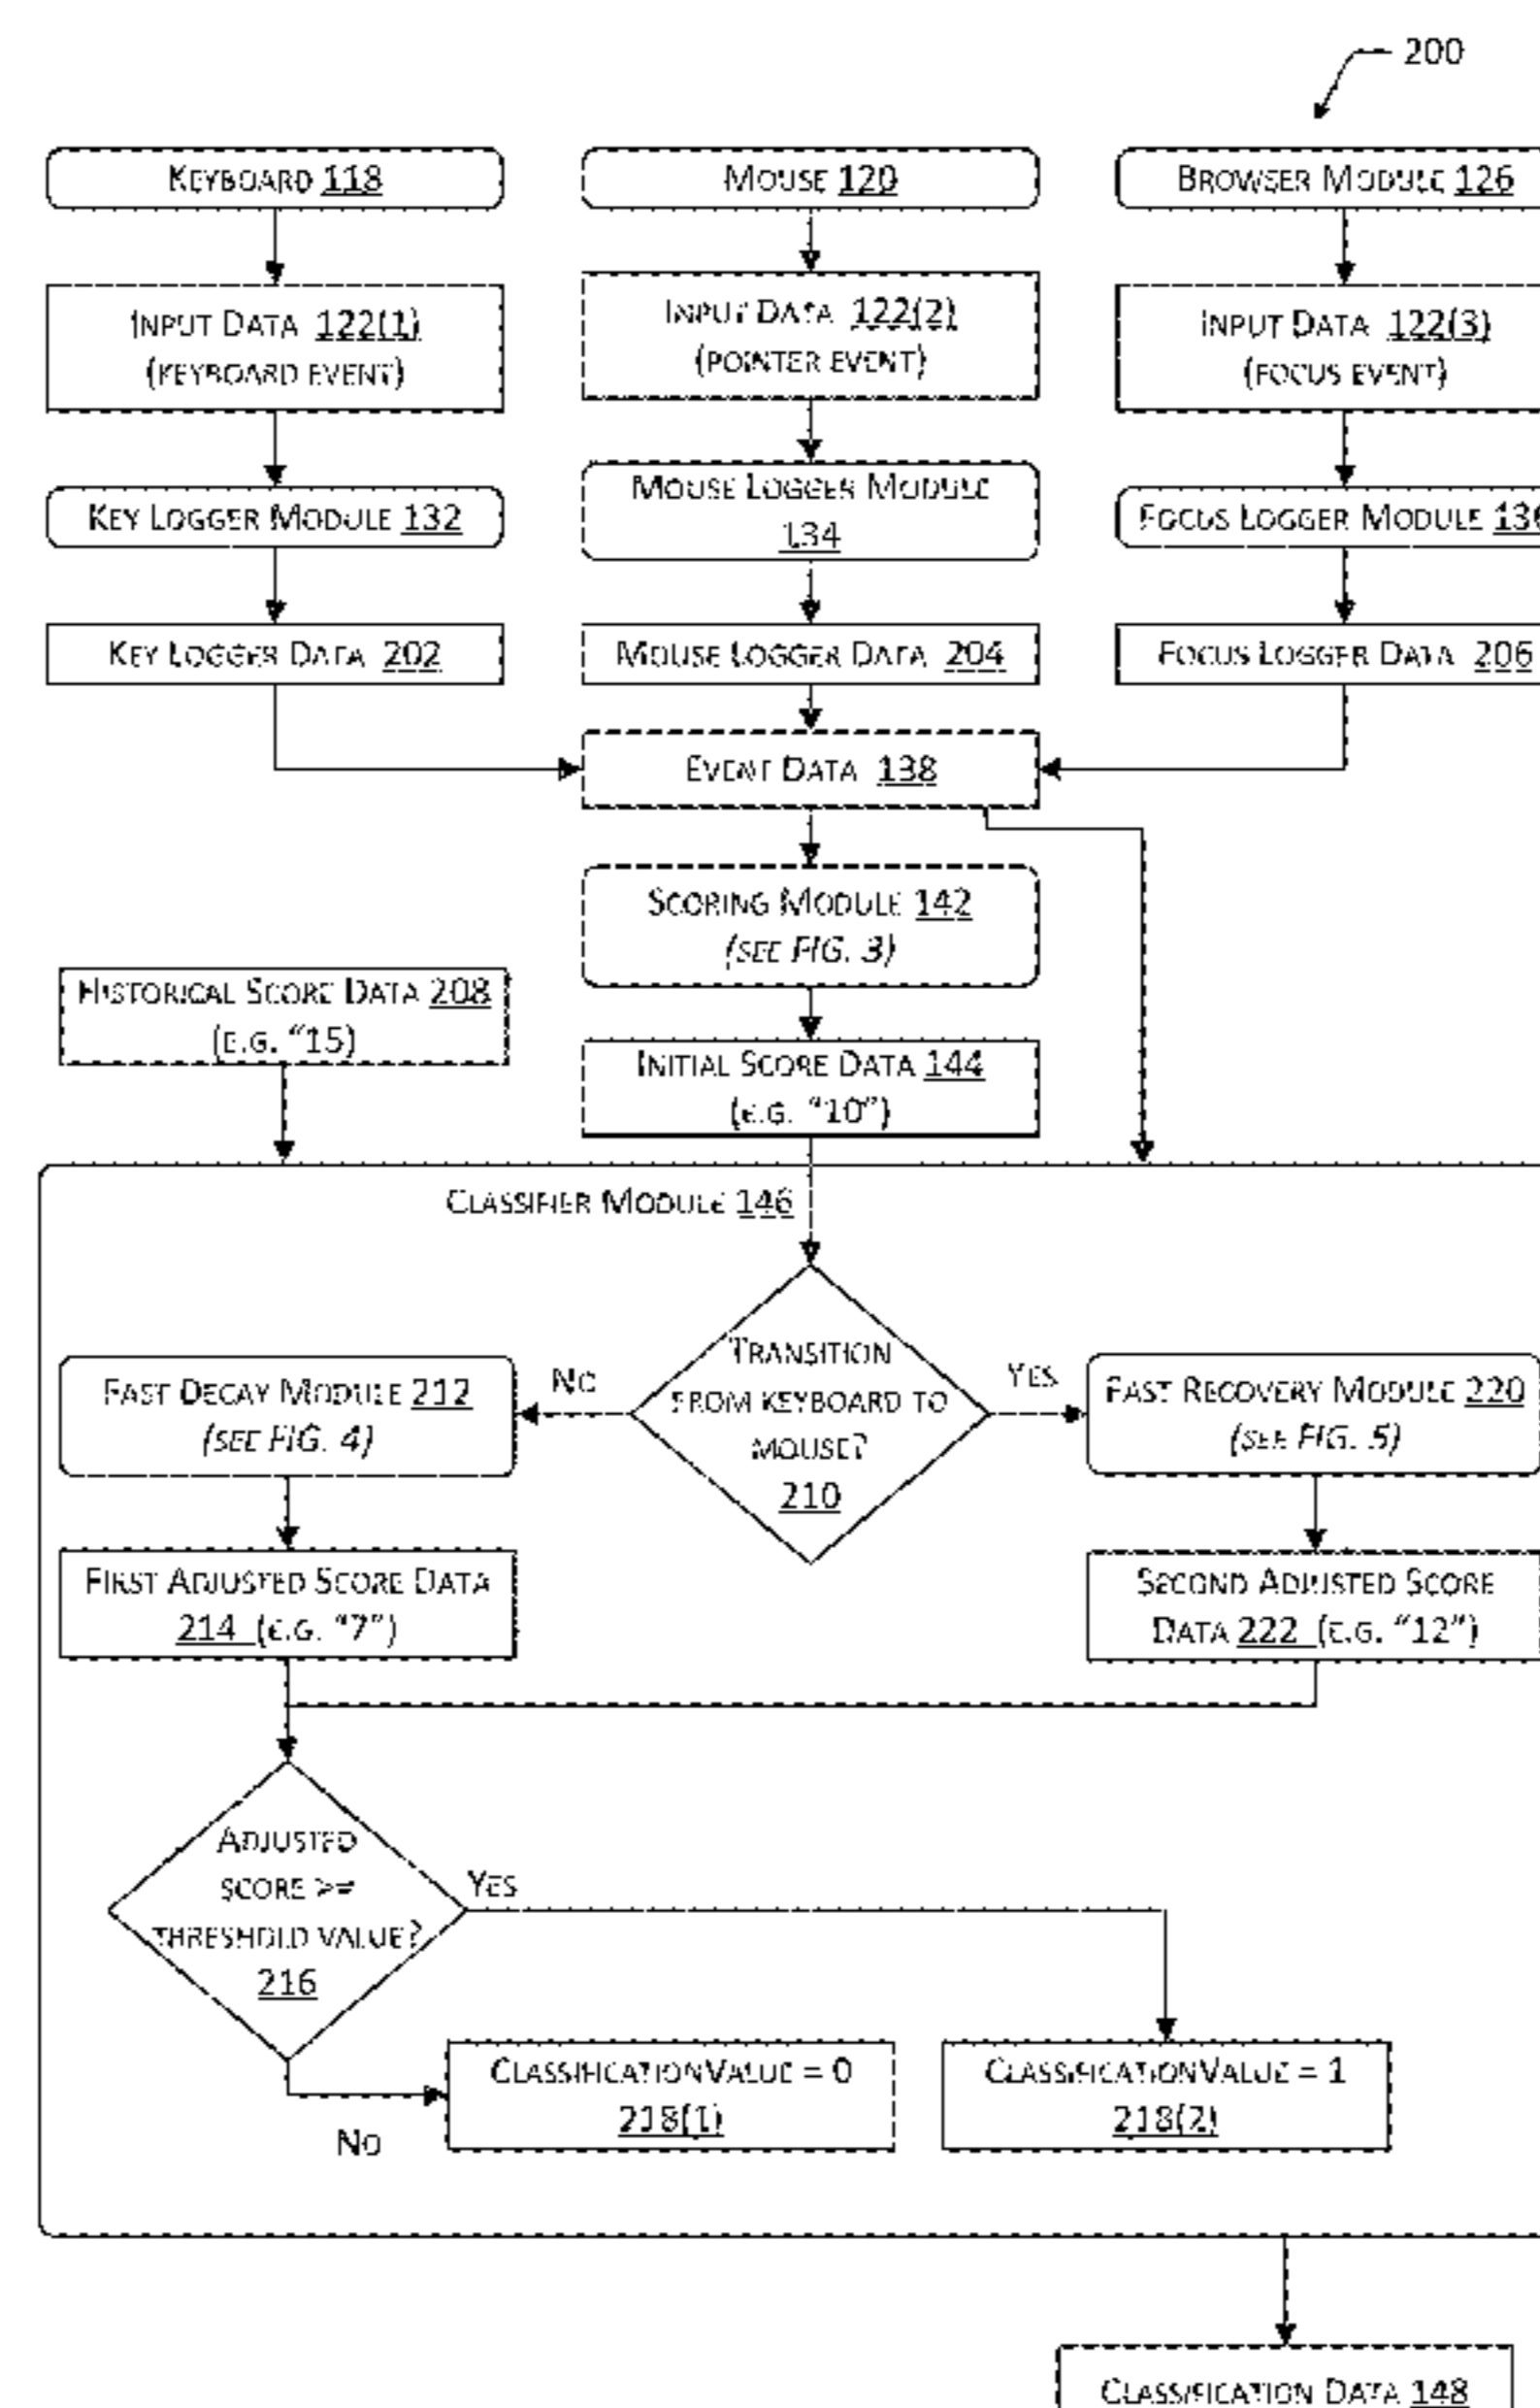 200
KEYBOARD 118
MOUSE 120
BROWSER MODULE 126
INPUT DATA 122(1)
(KEYBOARD EVENT)
INPUT DATA 122(2)
(POINTER EVENT)
INPUT DATA 122(3)
(FOCUS EVENT)
KEY LOGGER MODULE 132
MOUSE LOGGER MODULE
134
FOCUS LOGGER MODULE 136
KEY LOGGER DATA 202
MOUSE LOGGER DATA 204
FOCUS LOGGER DATA 206
EVENT DATA 138
SCORING MODULE 142
(SEE FIG. 3)
HISTORICAL SCORE DATA 208
(E.G. “15)
INITIAL SCORE DATA 144
(E.G. “10”)
CLASSIFIER MODULE 146
TRANSITION
FROM KEYBOARD TO
MOUSE?
210
NO
YES
FAST DECAY MODULE 212
(SEE FIG. 4)
FAST RECOVERY MODULE 220
(SEE FIG. 5)
FIRST ADJUSTED SCORE DATA
214 (E.G. “7”)
SECOND ADJUSTED SCORE
DATA 222 (E.G. “12”)
ADJUSTED
SCORE >=
THRESHOLD VALUE?
216
YES
NO
CLASSIFICATIONVALUE = 0
218(1)
CLASSIFICATIONVALUE = 1
218(2)
CLASSIFICATION DATA 148